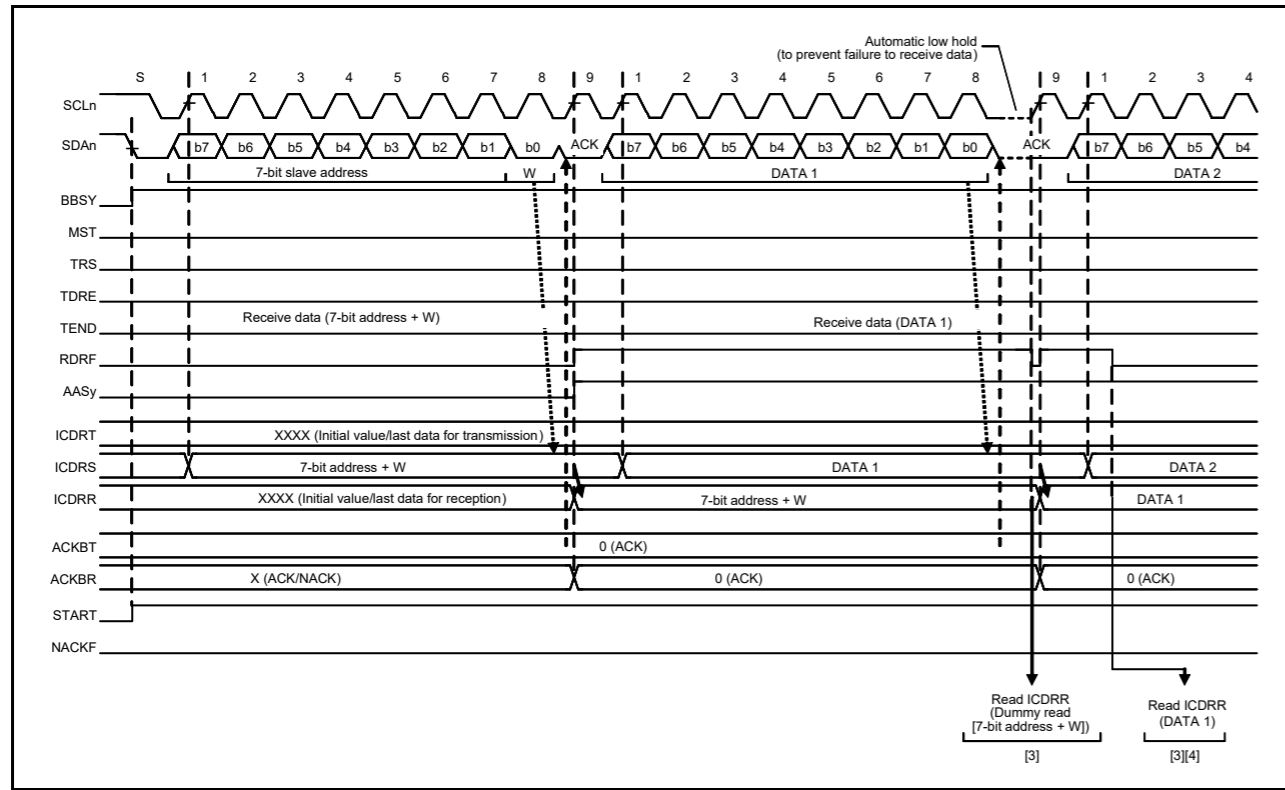 Automatic low hold
(to prevent failure to receive data)
S 1 2 3 4 5 6 7 8 9 1 2 3 4 5 6 7 8 9 1 2 3 4
SCLn
SDAn b7 b6 b5 b4 b3 b2 b1 b0 ACK b7 b6 b5 b4 b3 b2 b1 b0 ACK b7 b6 b5 b4
7-bit slave address W DATA 1 DATA 2
BBSY
MST
TRS
TDRE
Receive data (7-bit address + W) Receive data (DATA 1)
TEND
RDRF
AASy
ICDRT XXXX (Initial value/last data for transmission)
ICDRS 7-bit address + W DATA 1 DATA 2
ICDRR XXXX (Initial value/last data for reception) 7-bit address + W DATA 1
ACKBT 0 (ACK)
ACKBR X (ACK/NACK) 0 (ACK) 0 (ACK)
START
NACKF
Read ICDRR
(Dummy read
[7-bit address + W])
[3]
Read ICDRR
(DATA 1)
[3][4]